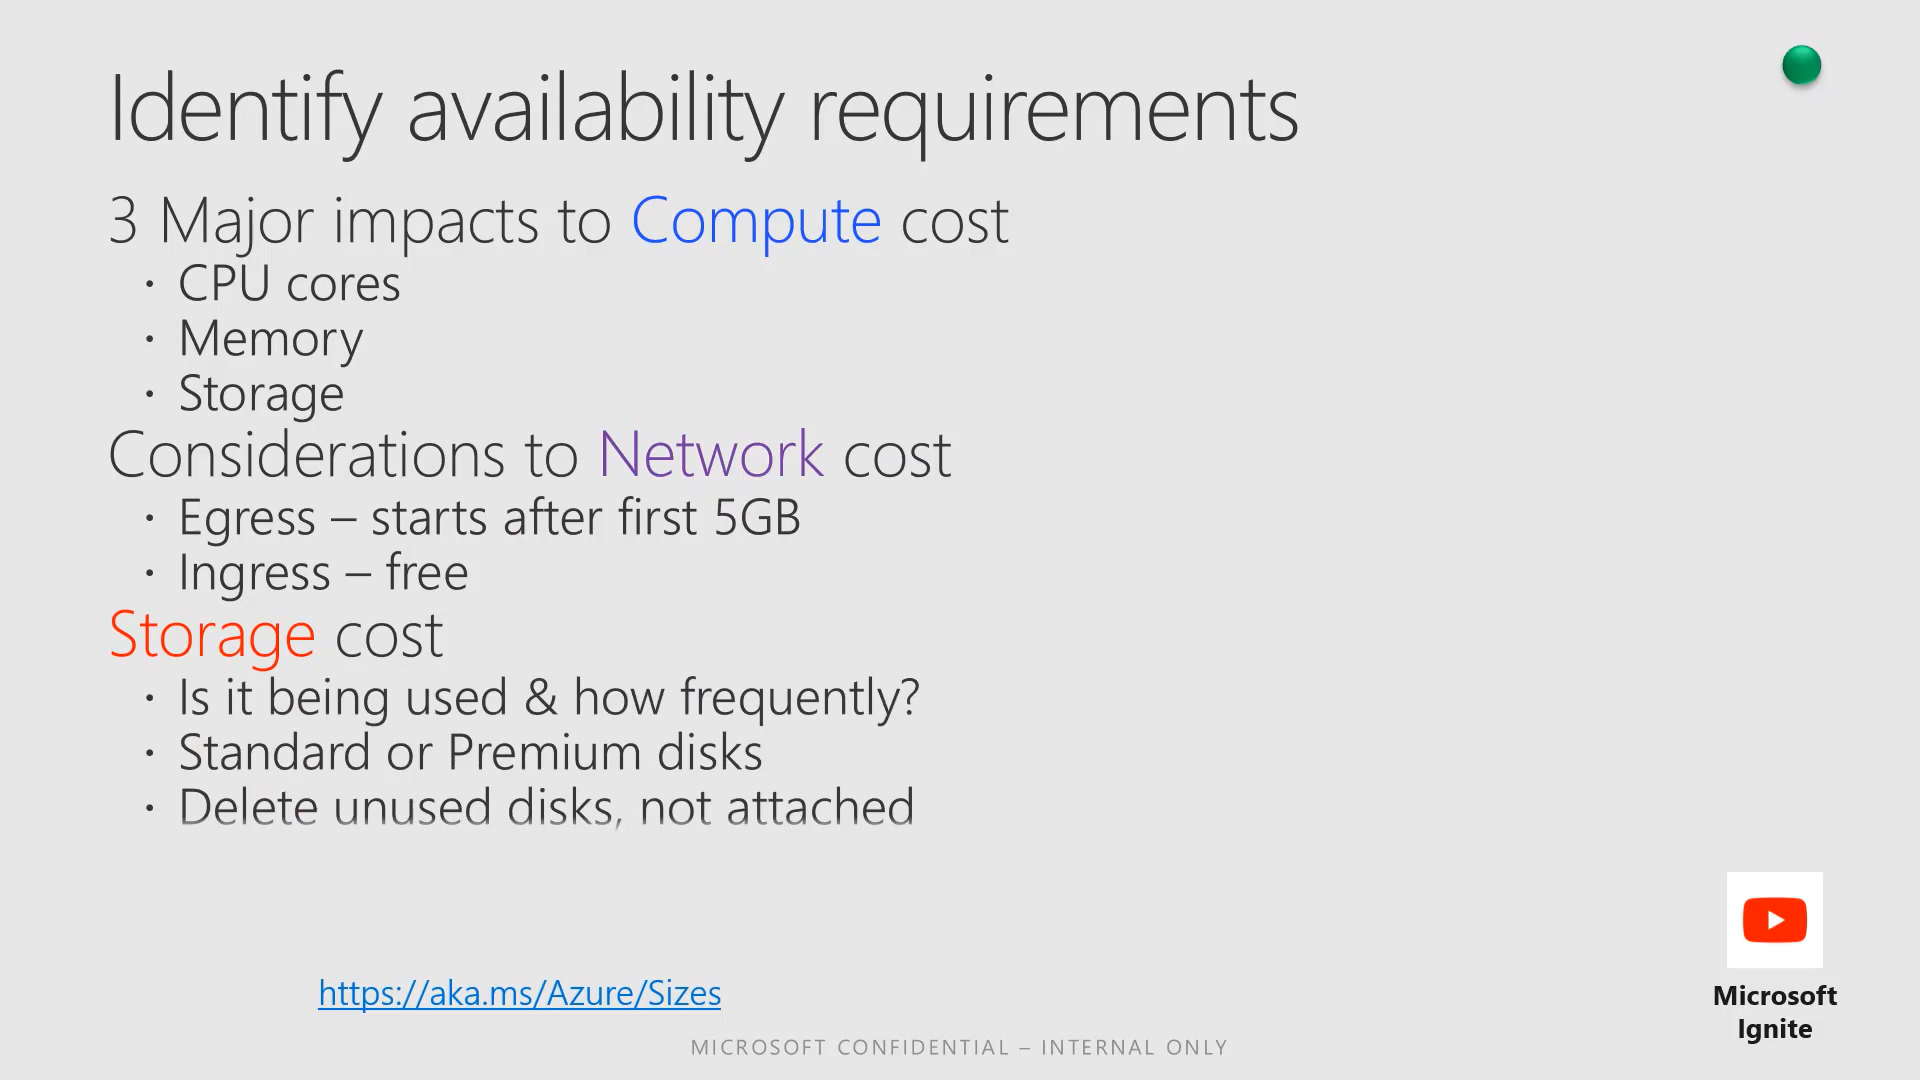 Identify availability requirements
3 Major impacts to Compute cost
· CPU cores
· Memory
· Storage
Considerations to Network cost
· Egress – starts after first 5GB
· Ingress – free
Storage cost
· Is it being used & how frequently?
· Standard or Premium disks
· Delete unused disks, not attached
https://aka.ms/Azure/Sizes
Microsoft
Ignite
MICROSOFT CONFIDENTIAL – INTERNAL ONLY